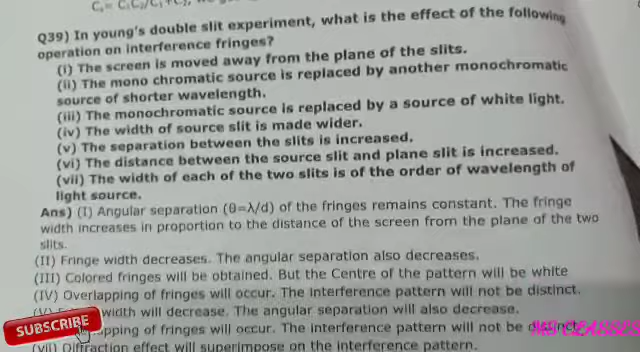 C₁C₂/C₁+C₂,
Q39) In young's double slit experiment, what is the effect of the following
operation on interference fringes?
(i) The screen is moved away from the plane of the slits.
(ii) The mono chromatic source is replaced by another monochromatic
source of shorter wavelength.
(iii) The monochromatic source is replaced by a source of white light.
(iv) The width of source slit is made wider.
(v) The separation between the slits is increased.
(vi) The distance between the source slit and plane slit is increased.
(vii) The width of each of the two slits is of the order of wavelength of
light source.
Ans) (I) Angular separation (θ=λ/d) of the fringes remains constant. The fringe
width increases in proportion to the distance of the screen from the plane of the two
slits.
(II) Fringe width decreases. The angular separation also decreases.
(III) Colored fringes will be obtained. But the Centre of the pattern will be white
(IV) Overlapping of fringes will occur. The interference pattern will not be distinct.
width will decrease. The angular separation will also decrease.
of fringes will occur. The interference pattern will not be distinct.
(VII) Diffraction effect will superimpose on the interference pattern.
SUBSCRIBE